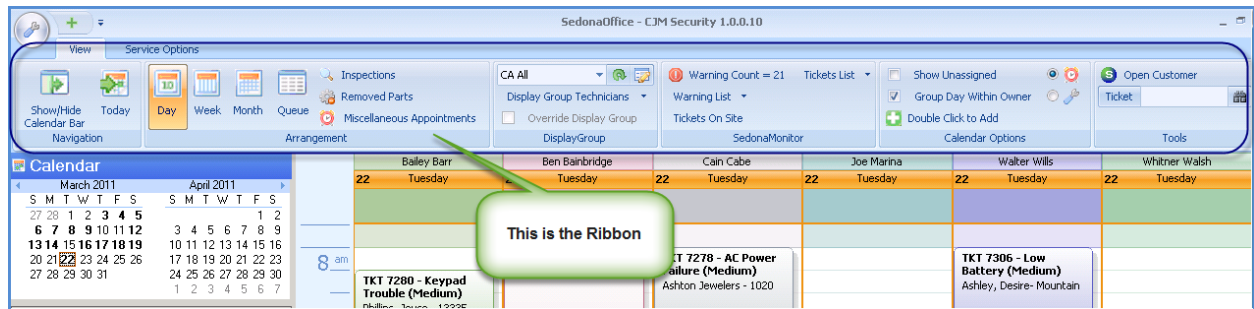 SedonaOffice - CJM Security 1.0.0.10
View Service Options
Show/Hide
Calendar Bar
Today
Navigation
10
Day Week Month Queue
Inspections
Removed Parts
Miscellaneous Appointments
Arrangement
CA All
Display Group Technicians
Override Display Group
DisplayGroup
Warning Count = 21 Tickets List
Warning List
Tickets On Site
SedonaMonitor
Show Unassigned
Group Day Within Owner
Double Click to Add
Calendar Options
S Open Customer
Ticket
Tools
Calendar
March 2011 April 2011
S M T W T F S S M T W T F S
27 28 1 2 3 4 5 1 2
6 7 8 9 10 11 12 3 4 5 6 7 8 9
13 14 15 16 17 18 19 10 11 12 13 14 15 16
20 21 22 23 24 25 26 17 18 19 20 21 22 23
27 28 29 30 31 24 25 26 27 28 29 30
1 2 3 4 5 6 7
Bailey Barr Ben Bainbridge Cain Cabe Joe Marina Walter Wills Whitner Walsh
22 Tuesday Tuesday 22 Tuesday 22 Tuesday 22 Tuesday 22 Tuesday
This is the Ribbon
8 am
TKT 7280 - Keypad
Trouble (Medium)
7278 - AC Power
Failure (Medium)
Ashton Jewelers - 1020
TKT 7306 - Low
Battery (Medium)
Ashley, Desire- Mountain